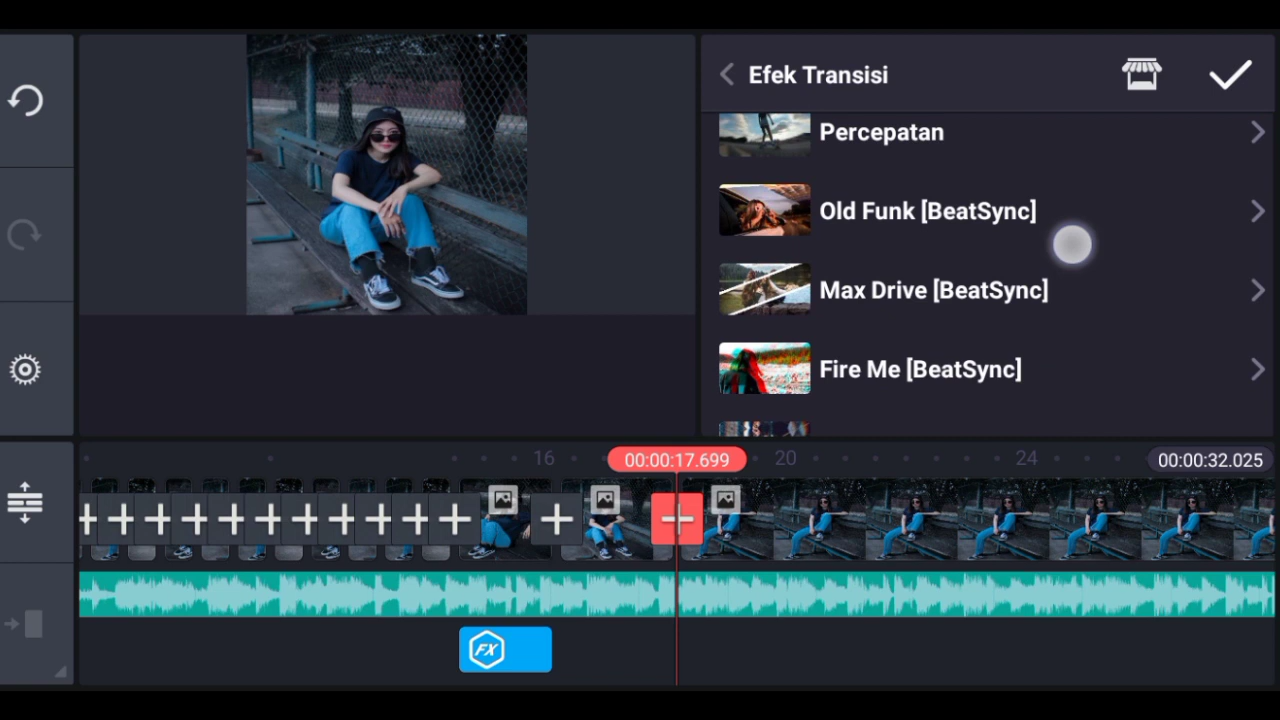 Efek Transisi
Percepatan
Old Funk [BeatSync]
Max Drive [BeatSync]
Fire Me [BeatSync]
16
00:00:17.699
20
24
00:00:32.025
FX